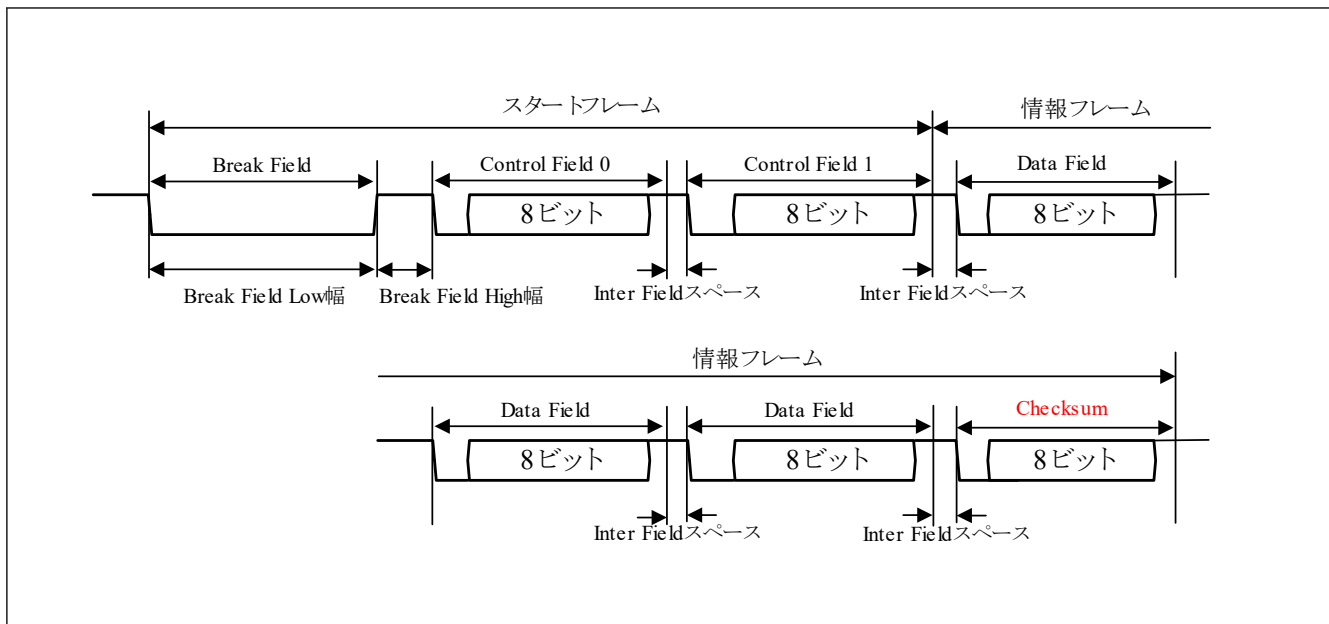 スタートフレーム
情報フレーム
Break Field
Control Field 0
Control Field 1
Data Field
8ビット
8ビット
8ビット
Break Field Low幅
Break Field High幅
Inter Fieldスペース
Inter Fieldスペース
情報フレーム
Data Field
Data Field
Checksum
8ビット
8ビット
8ビット
Inter Fieldスペース
Inter Fieldスペース